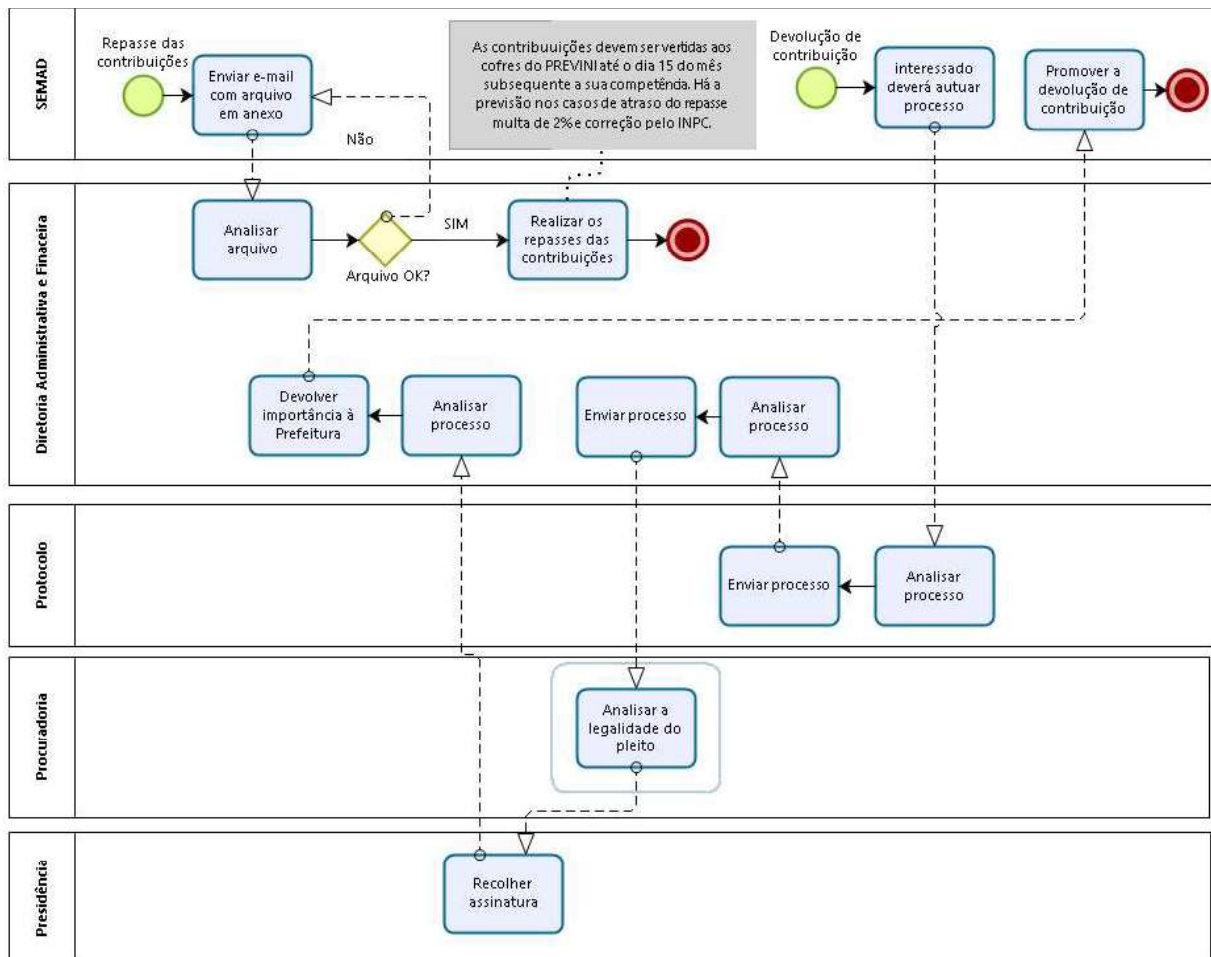 SEMAD
Repasse das
contribuições
Enviar e-mail
com arquivo
em anexo
Não
As contribuuições devem ser vertidas aos
cofres do PREVINI até o dia 15 do mês
subsequente a sua competência. Há a
previsão nos casos de atraso do repasse
multa de 2% e correção pelo INPC.
Devolução de
contribuição
interessado
deverá autuar
processo
Promover a
devolução de
contribuição
Diretoria Administrativa e Finaceira
Analisar
arquivo
Arquivo OK?
SIM
Realizar os
repasses das
contribuições
Devolver
importância à
Prefeitura
Analisar
processo
Enviar processo
Analisar
processo
Protocolo
Enviar processo
Analisar
processo
Procuradoria
Analisar a
legalidade do
pleito
Presidência
Recolher
assinatura